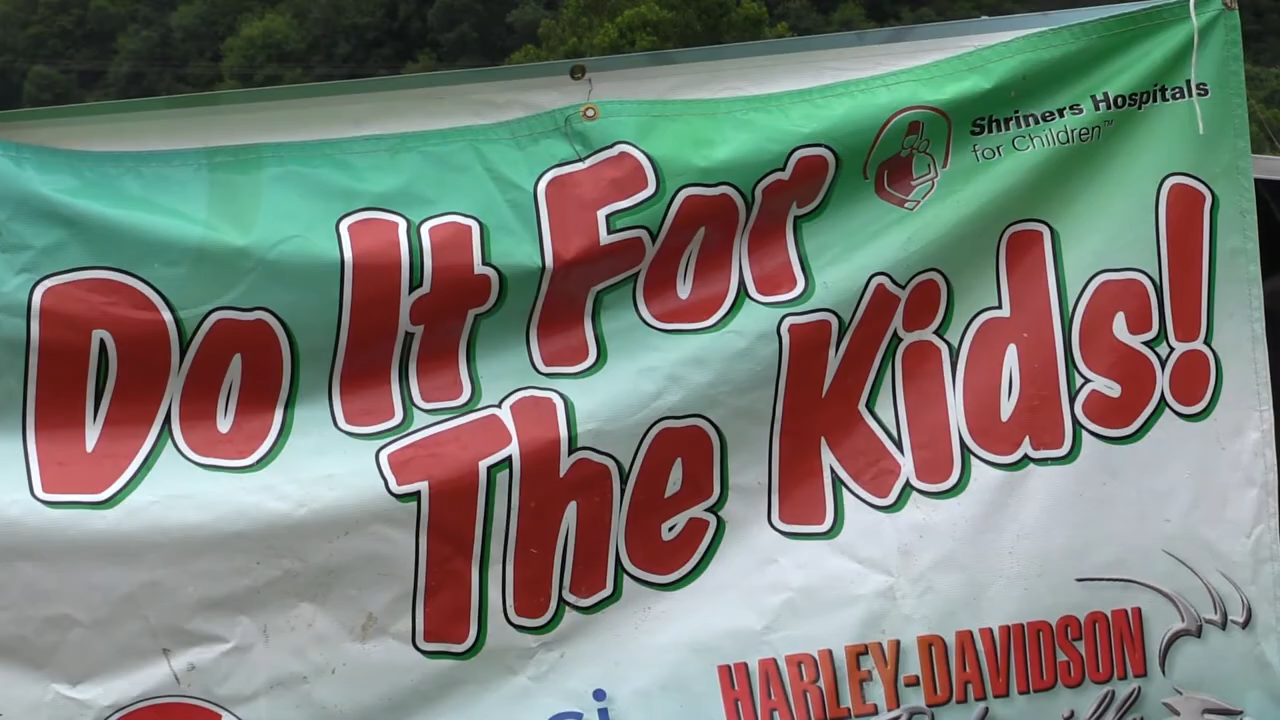 Shriners Hospitals
for Children™
Do It For
The Kids!
HARLEY-DAVIDSON